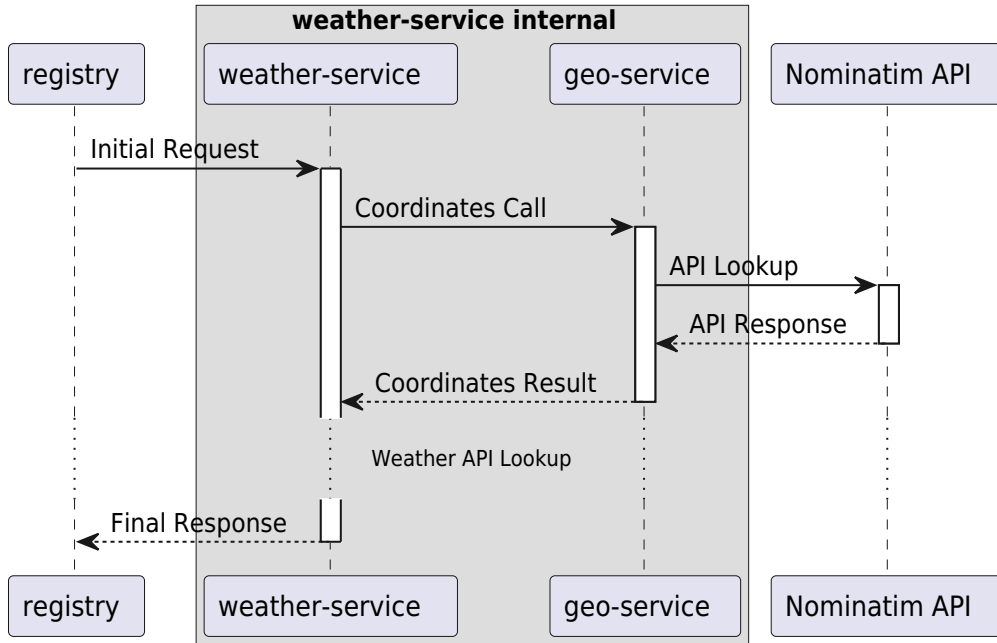 weather-service internal
registry
weather-service
geo-service
Nominatim API
Initial Request
Coordinates Call
API Lookup
API Response
Coordinates Result
Weather API Lookup
Final Response
registry
weather-service
geo-service
Nominatim API